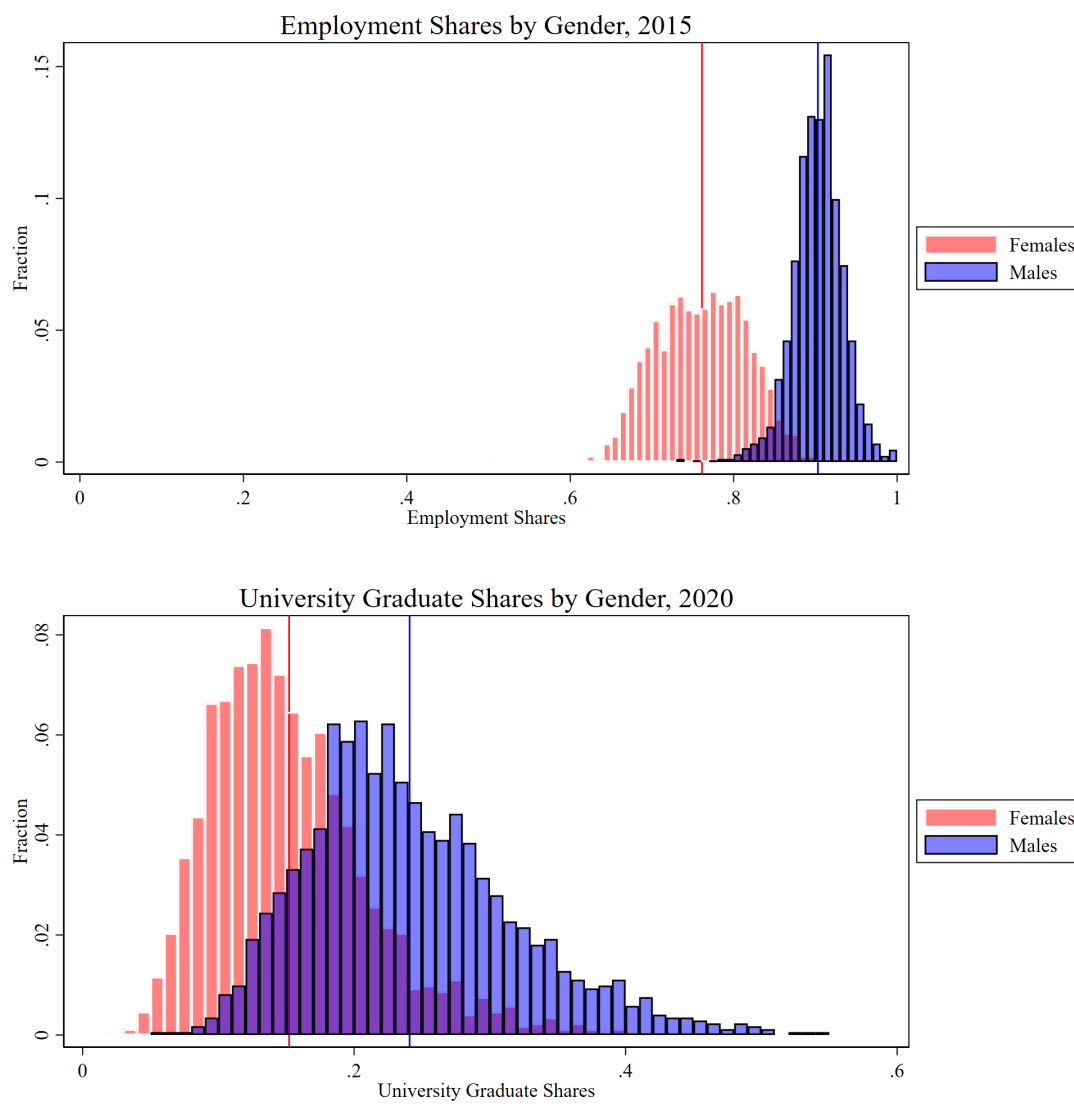 Employment Shares by Gender, 2015
.15
.1
.05
0
Fraction
0 .2 .4 .6 .8 1
Employment Shares
Females
Males
University Graduate Shares by Gender, 2020
.08
.06
.04
.02
0
Fraction
0 .2 .4 .6
University Graduate Shares
Females
Males